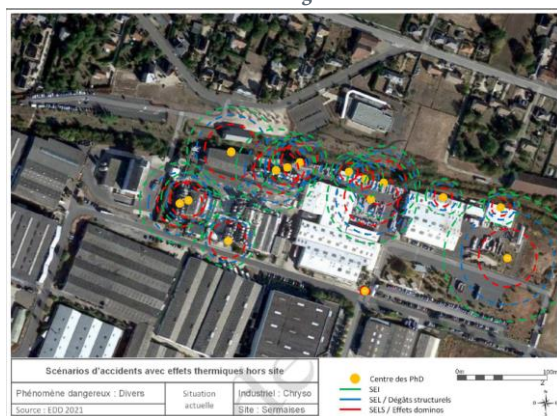 Scénarios d'accidents avec effets thermiques hors site
Phénomène dangereux : Divers
Situation actuelle
Industriel : Chryso
Source : EDD 2021
Site : Sermaises
Centre des PhD
SEI
SEL / Dégâts structurels
SELS / Effets dominos
0m
100m